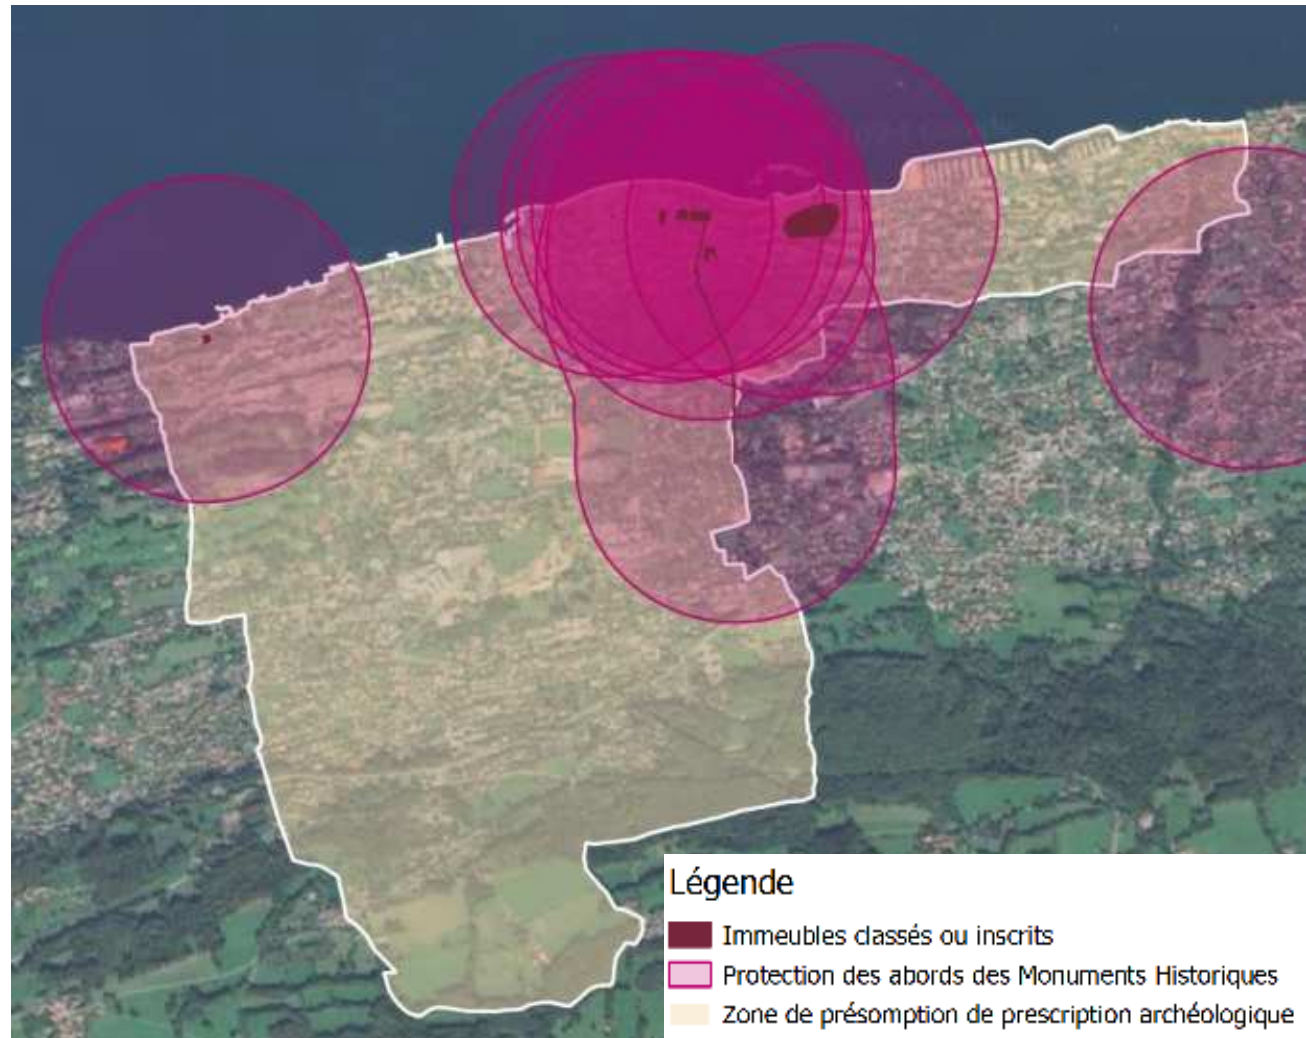 Légende
Immeubles classés ou inscrits
Protection des abords des Monuments Historiques
Zone de présomption de prescription archéologique